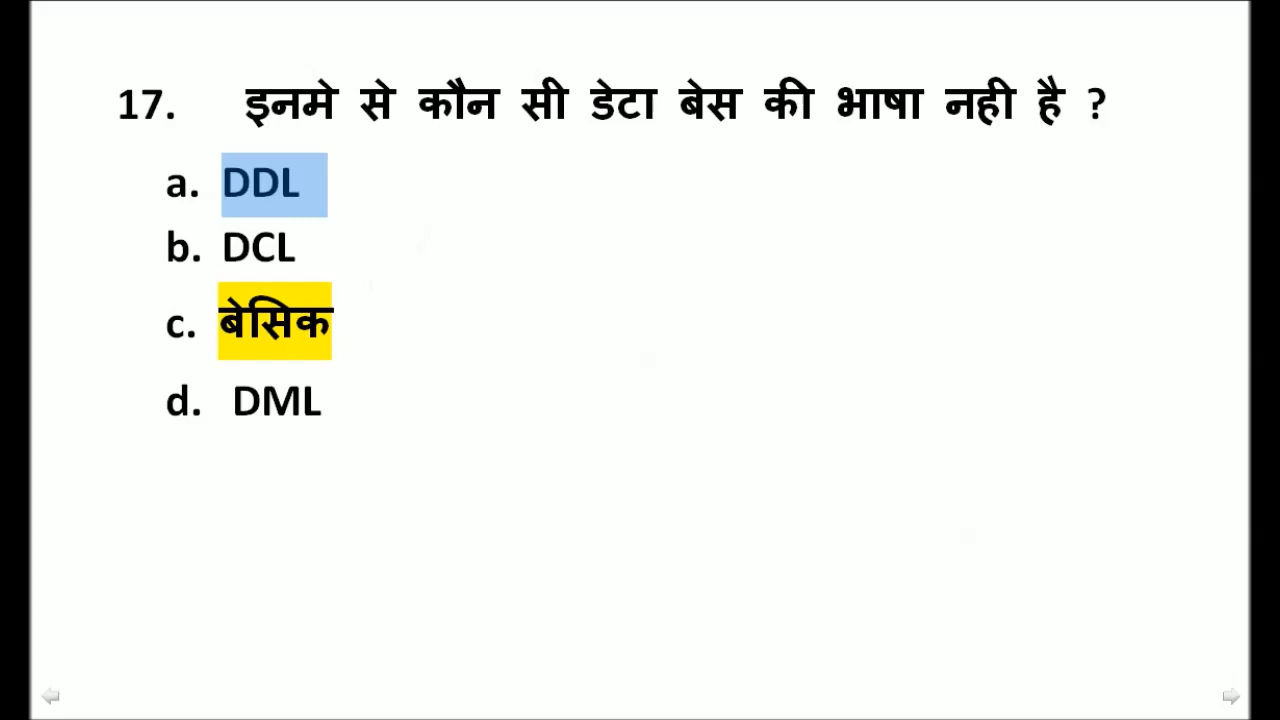 17. इनमे से कौन सी डेटा बेस की भाषा नही है ?
a. DDL
b. DCL
c. बेसिक
d. DML